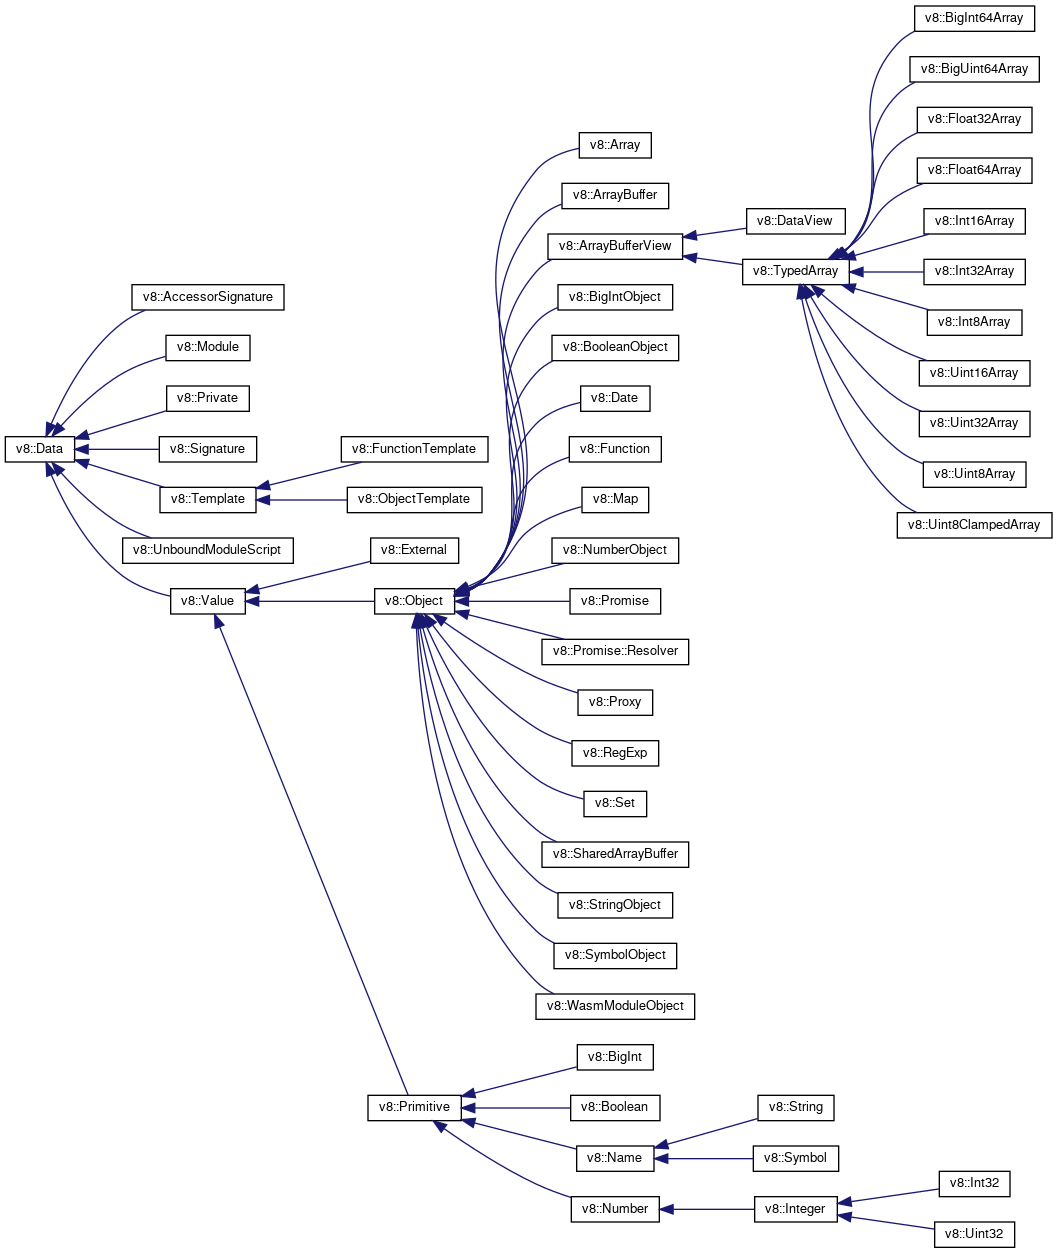 v8::BigInt64Array
v8::BigUint64Array
v8::Float32Array
v8::Array
v8::Float64Array
v8::ArrayBuffer
v8::DataView
v8::Int16Array
v8::ArrayBufferView
v8::TypedArray
v8::Int32Array
v8::AccessorSignature
v8::BigIntObject
v8::Int8Array
v8::Module
v8::BooleanObject
v8::Uint16Array
v8::Private
v8::Date
v8::Uint32Array
v8::Data
v8::Signature
v8::FunctionTemplate
v8::Function
v8::Uint8Array
v8::Template
v8::ObjectTemplate
v8::Map
v8::Uint8ClampedArray
v8::UnboundModuleScript
v8::External
v8::NumberObject
v8::Value
v8::Object
v8::Promise
v8::Promise::Resolver
v8::Proxy
v8::RegExp
v8::Set
v8::SharedArrayBuffer
v8::StringObject
v8::SymbolObject
v8::WasmModuleObject
v8::BigInt
v8::Primitive
v8::Boolean
v8::String
v8::Name
v8::Symbol
v8::Int32
v8::Number
v8::Integer
v8::Uint32